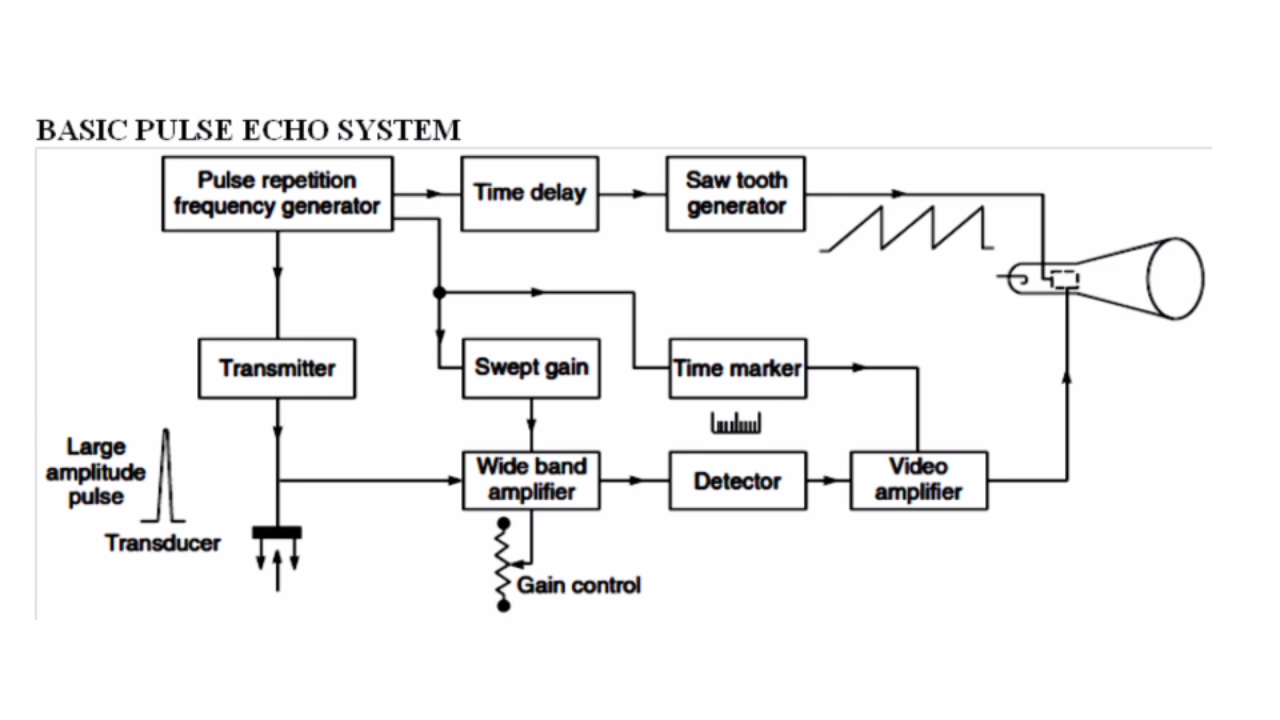 BASIC PULSE ECHO SYSTEM
Pulse repetition
frequency generator
Time delay
Saw tooth
generator
Transmitter
Swept gain
Time marker
Large
amplitude
pulse
Wide band
amplifier
Detector
Video
amplifier
Transducer
Gain control